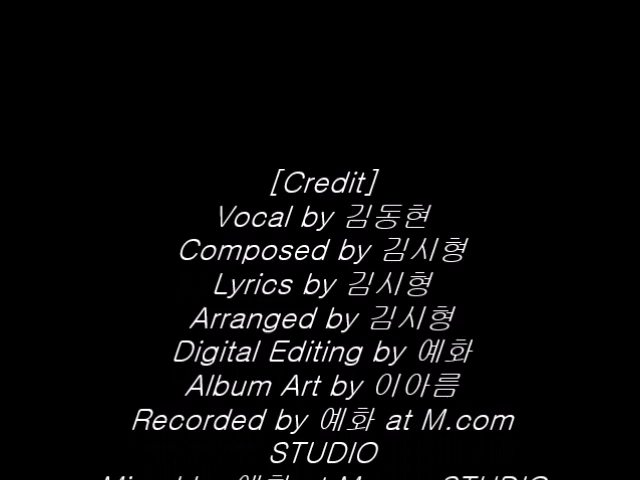 [Credit]
Vocal by 김동현
Composed by 김시형
Lyrics by 김시형
Arranged by 김시형
Digital Editing by 예화
Album Art by 이아름
Recorded by 예화 at M.com
STUDIO